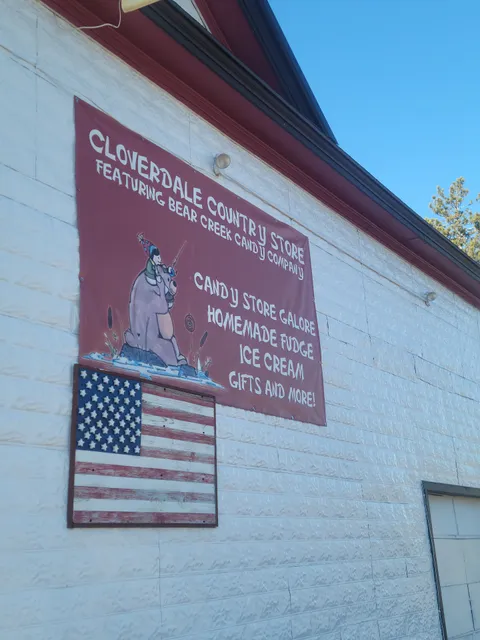 CLOVERDALE COUNTRY STORE
FEATURING BEAR CREEK CANDY COMPANY
CANDY STORE GALORE
HOMEMADE FUDGE
ICE CREAM
GIFTS AND MORE!